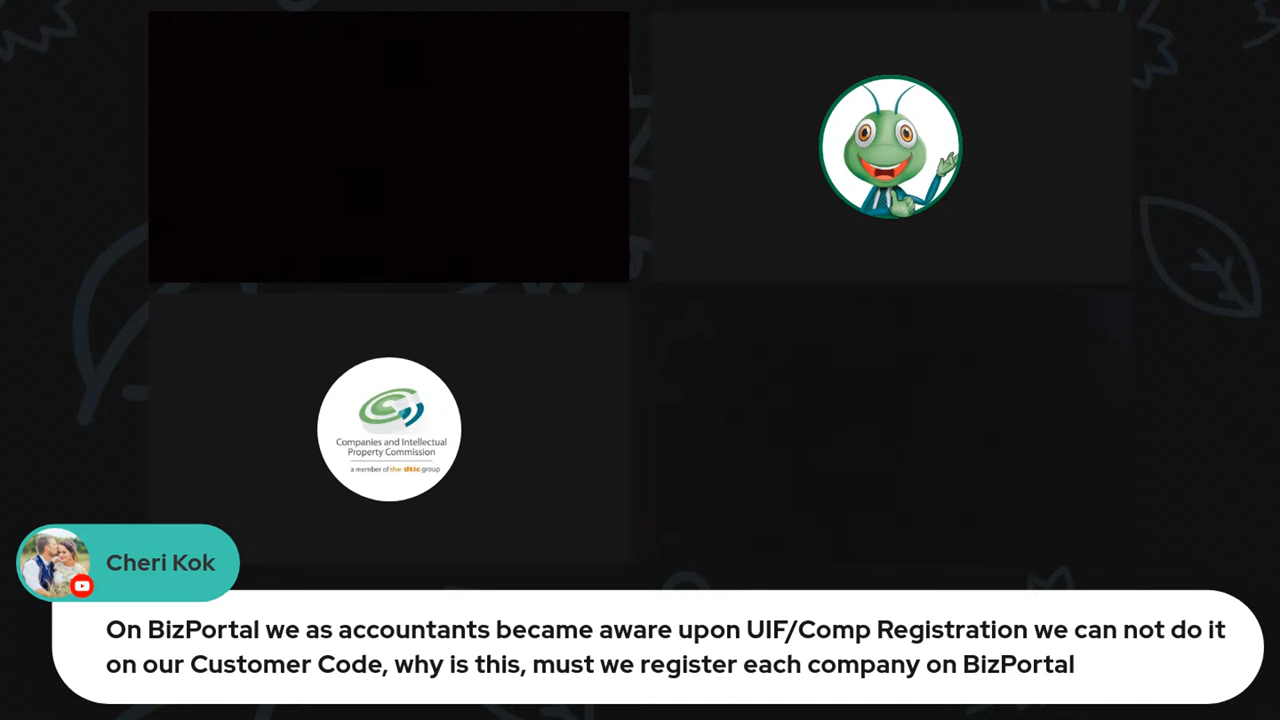 Companies and Intellectual
Property Commission
a member of the dtic group
Cheri Kok
On BizPortal we as accountants became aware upon UIF/Comp Registration we can not do it
on our Customer Code, why is this, must we register each company on BizPortal